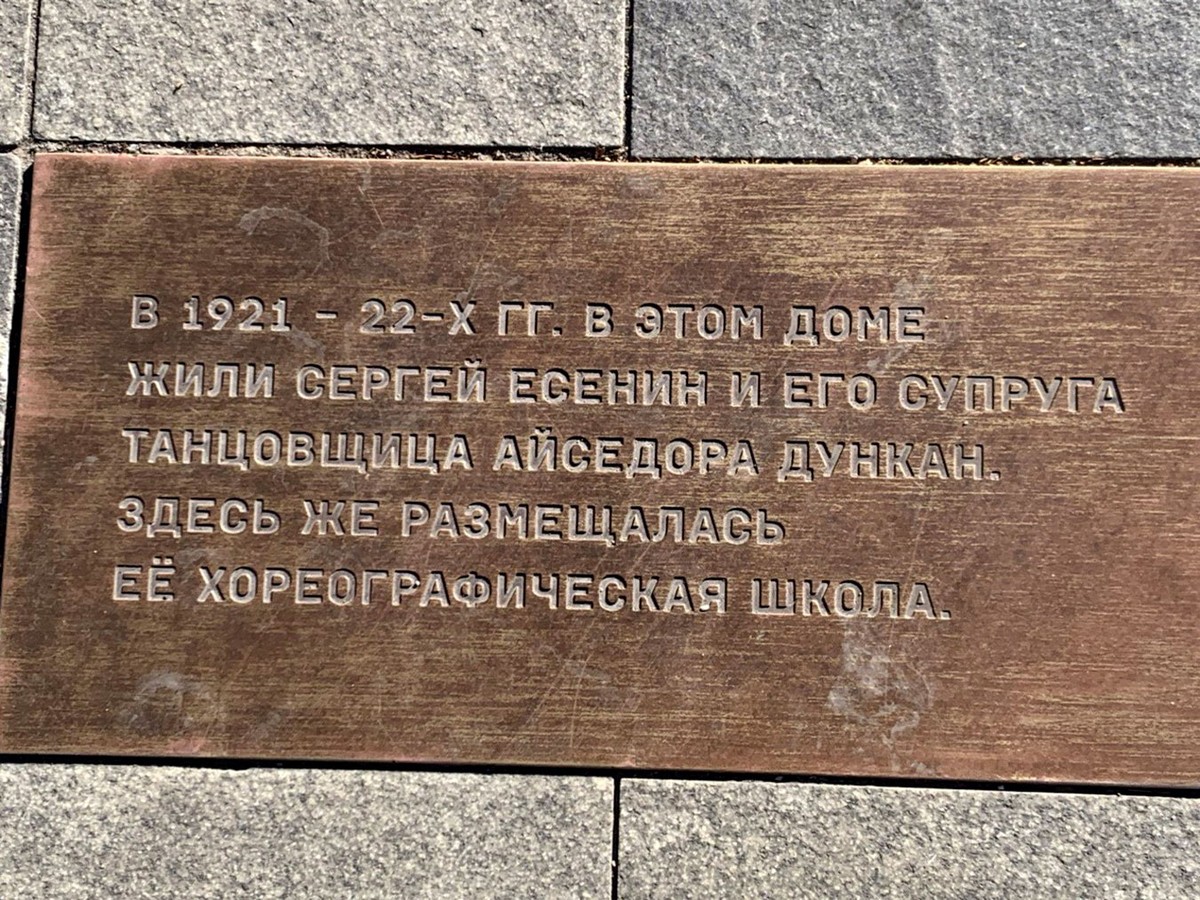 В 1921 - 22-Х ГГ. В ЭТОМ ДОМЕ
ЖИЛИ СЕРГЕЙ ЕСЕНИН И ЕГО СУПРУГА
ТАНЦОВЩИЦА АЙСЕДОРА ДУНКАН.
ЗДЕСЬ ЖЕ РАЗМЕЩАЛАСЬ
ЕЁ ХОРЕОГРАФИЧЕСКАЯ ШКОЛА.